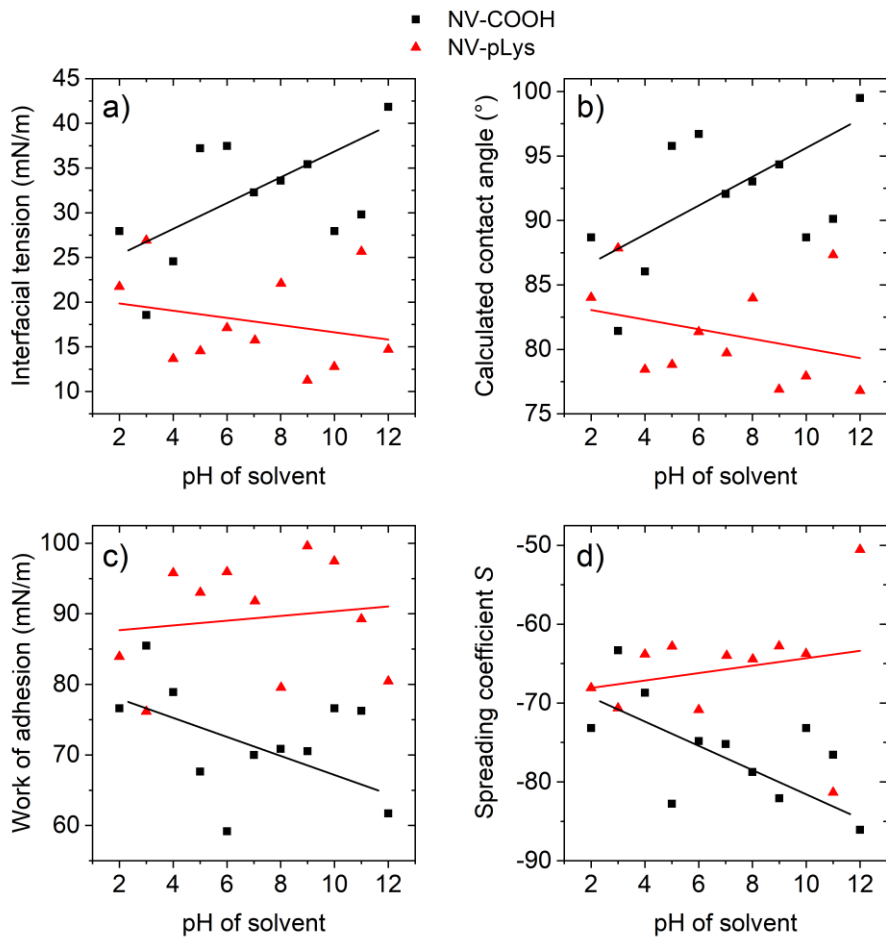 NV-COOH
NV-pLys
a)
Interfacial tension (mN/m)
45
40
35
30
25
20
15
10
2 4 6 8 10 12
pH of solvent
b)
Calculated contact angle (°)
100
95
90
85
80
75
2 4 6 8 10 12
pH of solvent
c)
Work of adhesion (mN/m)
100
90
80
70
60
2 4 6 8 10 12
pH of solvent
d)
Spreading coefficient S
-50
-60
-70
-80
-90
2 4 6 8 10 12
pH of solvent